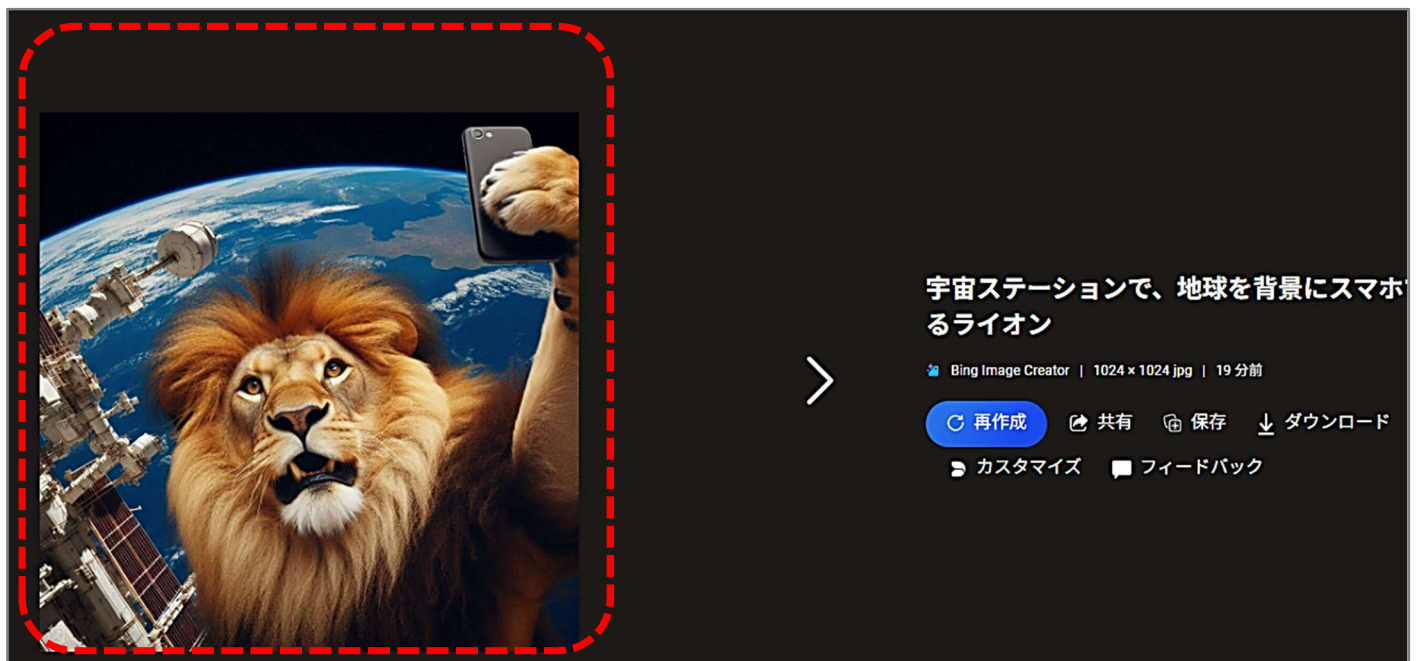 宇宙ステーションで、地球を背景にスマホ
るライオン
Bing Image Creator | 1024 × 1024 jpg | 19 分前
再作成 共有 保存 ダウンロード
カスタマイズ フィードバック